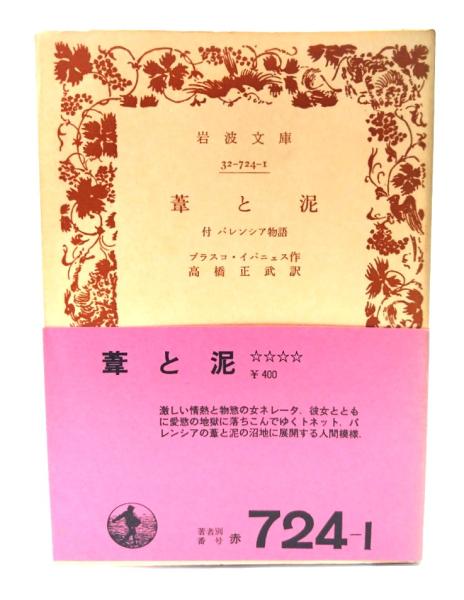 岩波文庫
32-724-1
葦と泥
付 バレンシア物語
ブラスコ・イバニェス作
高橋正武訳
葦と泥 ☆☆☆☆
¥400
激しい情熱と物慾の女ネレータ．彼女ととも
に愛慾の地獄に落ちこんでゆくトネット．バ
レンシアの葦と泥の沼地に展開する人間模様．
著者別
番号 赤 724-1